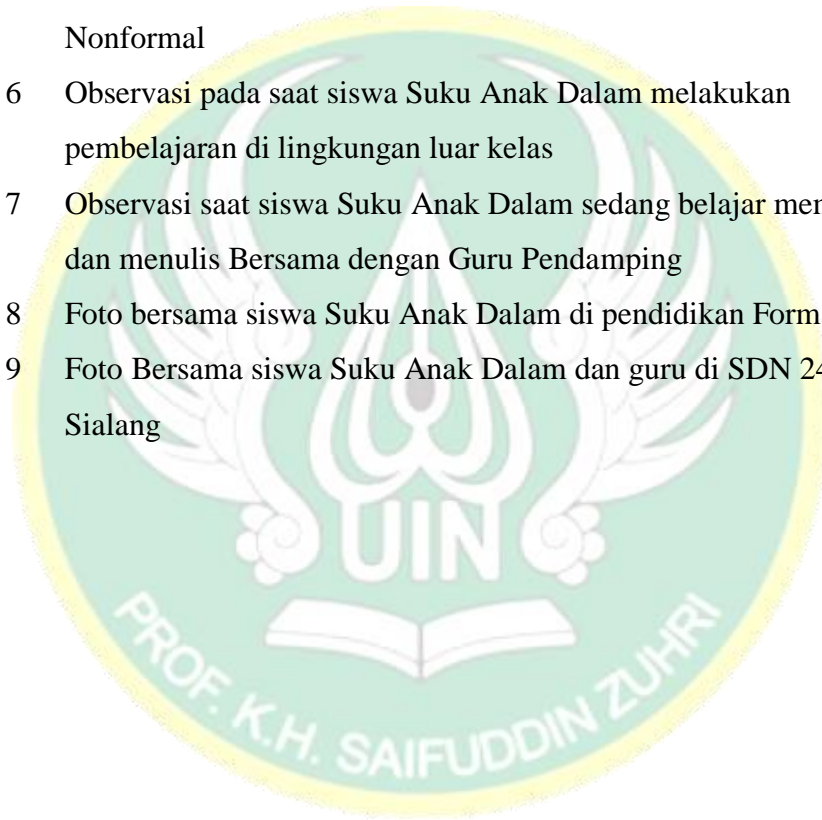 Nonformal
6 Observasi pada saat siswa Suku Anak Dalam melakukan
pembelajaran di lingkungan luar kelas
7 Observasi saat siswa Suku Anak Dalam sedang belajar
dan menulis Bersama dengan Guru Pendamping
8 Foto bersama siswa Suku Anak Dalam di pendidikan
9 Foto Bersama siswa Suku Anak Dalam dan guru di SDN
Sialang
UIN
PROF. K.H. SAIFUDDIN ZUHRI